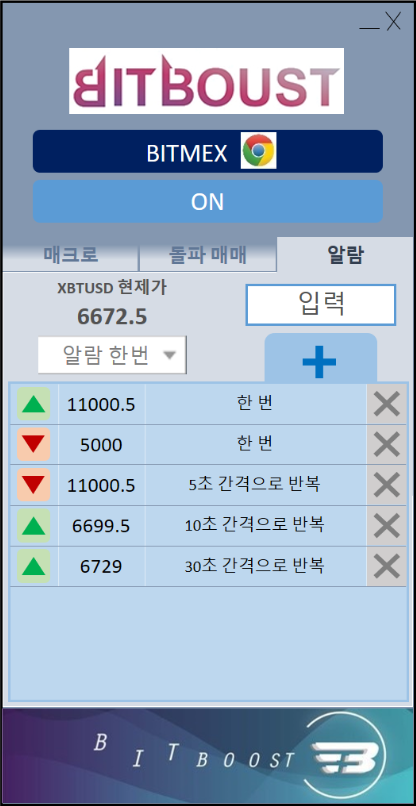 BITBOUST
BITMEX
ON
매크로 돌파 매매 알람
XBTUSD 현제가
6672.5
입력
알람 한번
11000.5 한 번
5000 한 번
11000.5 5초 간격으로 반복
6699.5 10초 간격으로 반복
6729 30초 간격으로 반복
BITBOOST
B